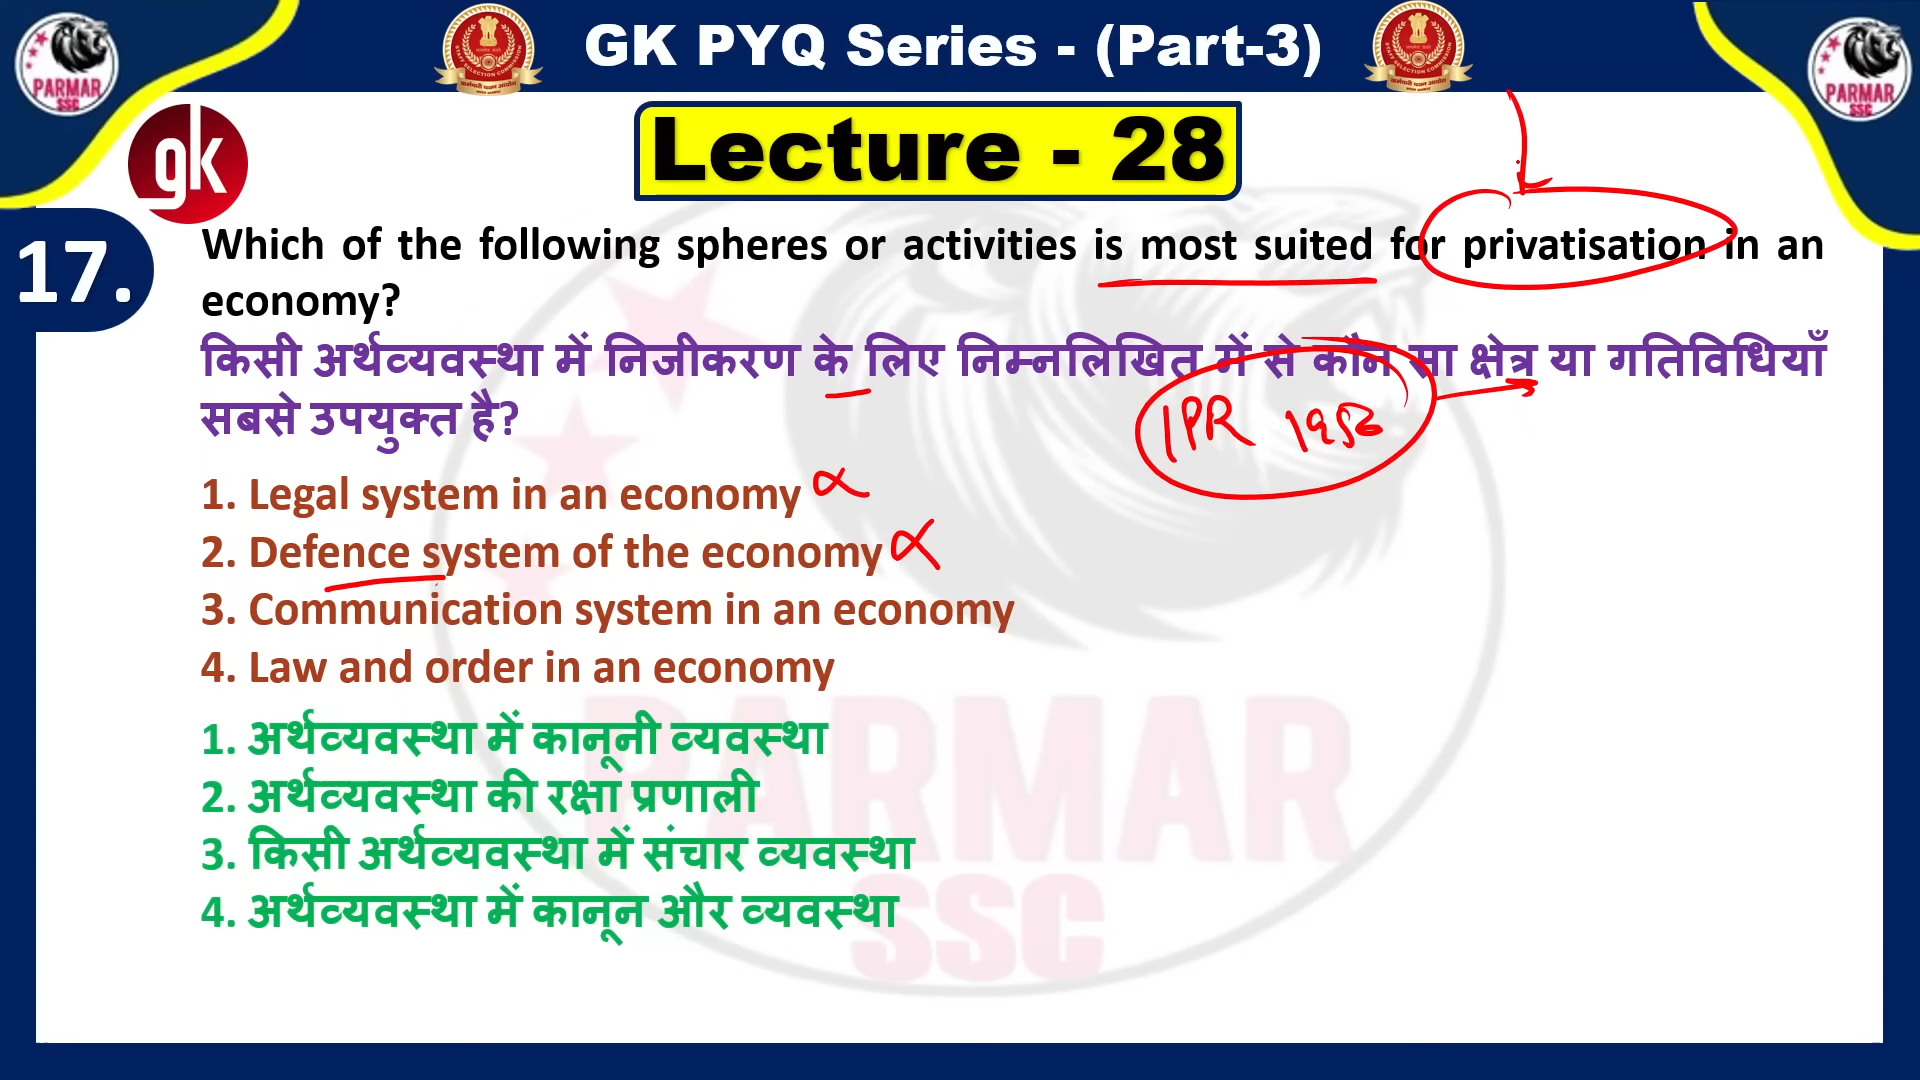 GK PYQ Series - (Part-3)
PARMAR
SSC
PARMAR
SSC
gk
Lecture - 28
17.
Which of the following spheres or activities is most suited for privatisation in an
economy?
किसी अर्थव्यवस्था में निजीकरण के लिए निम्नलिखित में से कौन सा क्षेत्र या गतिविधियाँ
सबसे उपयुक्त है?
IPR 1956
1. Legal system in an economy
2. Defence system of the economy
3. Communication system in an economy
4. Law and order in an economy
1. अर्थव्यवस्था में कानूनी व्यवस्था
2. अर्थव्यवस्था की रक्षा प्रणाली
3. किसी अर्थव्यवस्था में संचार व्यवस्था
4. अर्थव्यवस्था में कानून और व्यवस्था
PARMAR
SSC